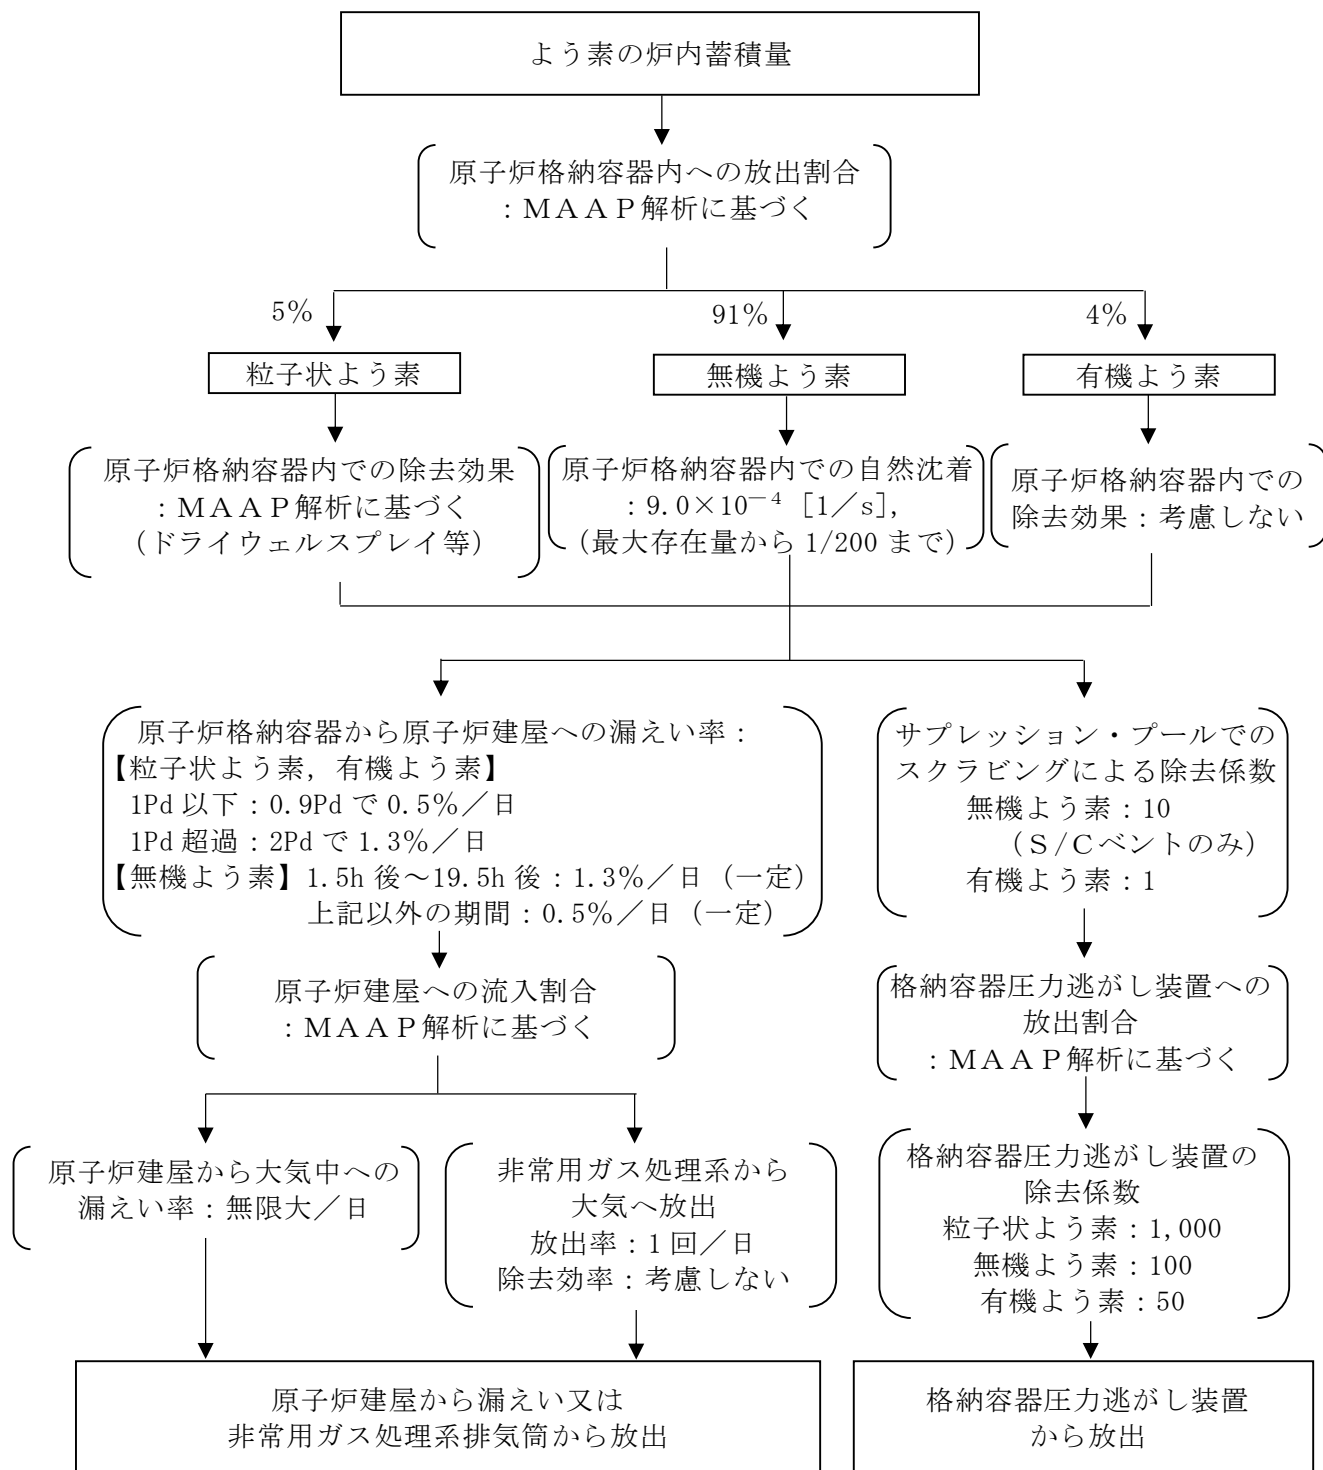 よう素の炉内蓄積量
原子炉格納容器内への放出割合
：ＭＡＡＰ解析に基づく
5%
91%
4%
粒子状よう素
無機よう素
有機よう素
原子炉格納容器内での除去効果
：ＭＡＡＰ解析に基づく
（ドライウェルスプレイ等）
原子炉格納容器内での自然沈着
：9.0×10⁻⁴［1／s］，
（最大存在量から 1/200 まで）
原子炉格納容器内での
除去効果：考慮しない
原子炉格納容器から原子炉建屋への漏えい率：
【粒子状よう素，有機よう素】
1Pd 以下：0.9Pd で 0.5%／日
1Pd 超過：2Pd で 1.3%／日
【無機よう素】1.5h 後～19.5h 後：1.3%／日（一定）
上記以外の期間：0.5%／日（一定）
サプレッション・プールでの
スクラビングによる除去係数
無機よう素：10
（Ｓ/Ｃベントのみ）
有機よう素：1
原子炉建屋への流入割合
：ＭＡＡＰ解析に基づく
格納容器圧力逃がし装置への
放出割合
：ＭＡＡＰ解析に基づく
原子炉建屋から大気中への
漏えい率：無限大／日
非常用ガス処理系から
大気へ放出
放出率：1 回／日
除去効率：考慮しない
格納容器圧力逃がし装置の
除去係数
粒子状よう素：1,000
無機よう素：100
有機よう素：50
原子炉建屋から漏えい又は
非常用ガス処理系排気筒から放出
格納容器圧力逃がし装置
から放出